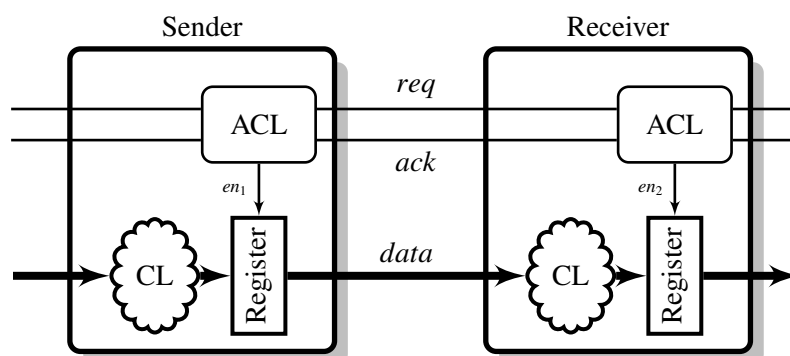 Sender
Receiver
req
ACL
ACL
ack
en1
en2
data
CL
Register
CL
Register